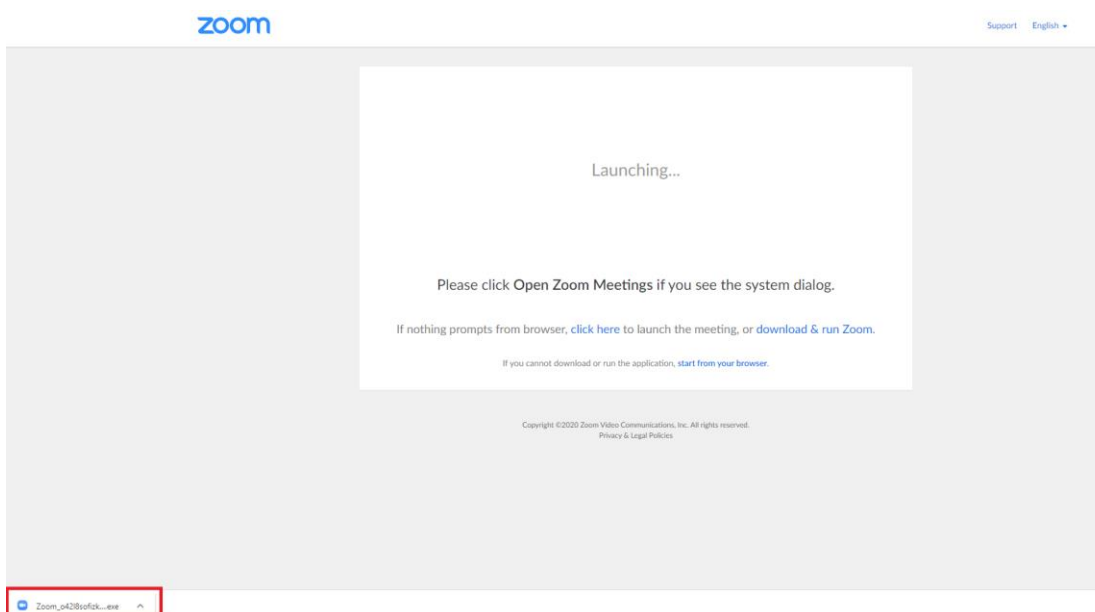 zoom
Support English
Launching...
Please click Open Zoom Meetings if you see the system dialog.
If nothing prompts from browser, click here to launch the meeting, or download & run Zoom.
If you cannot download or run the application, start from your browser.
Copyright ©2020 Zoom Video Communications, Inc. All rights reserved.
Privacy & Legal Policies